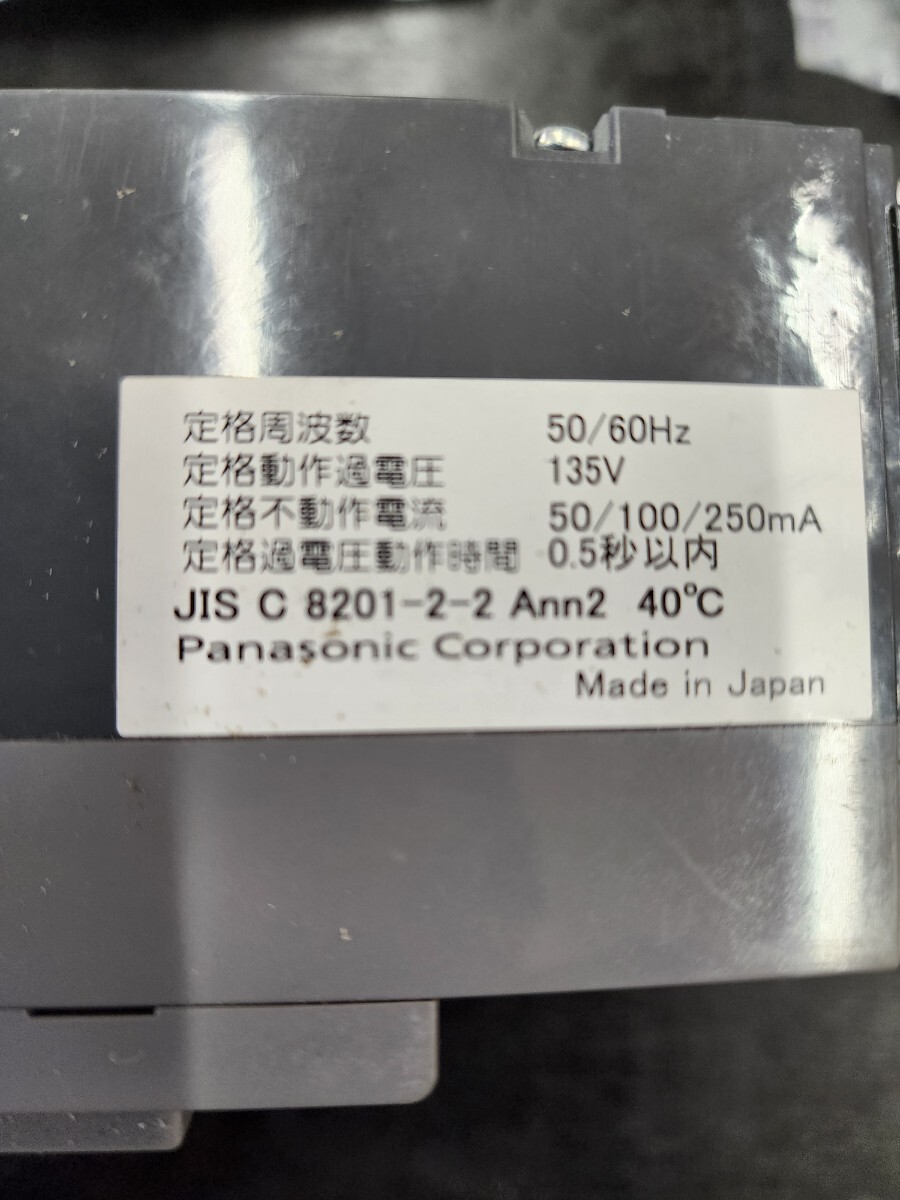 定格周波数 50/60Hz
定格動作過電圧 135V
定格不動作電流 50/100/250mA
定格過電圧動作時間 0.5秒以内
JIS C 8201-2-2 Ann2 40℃
Panasonic Corporation
Made in Japan